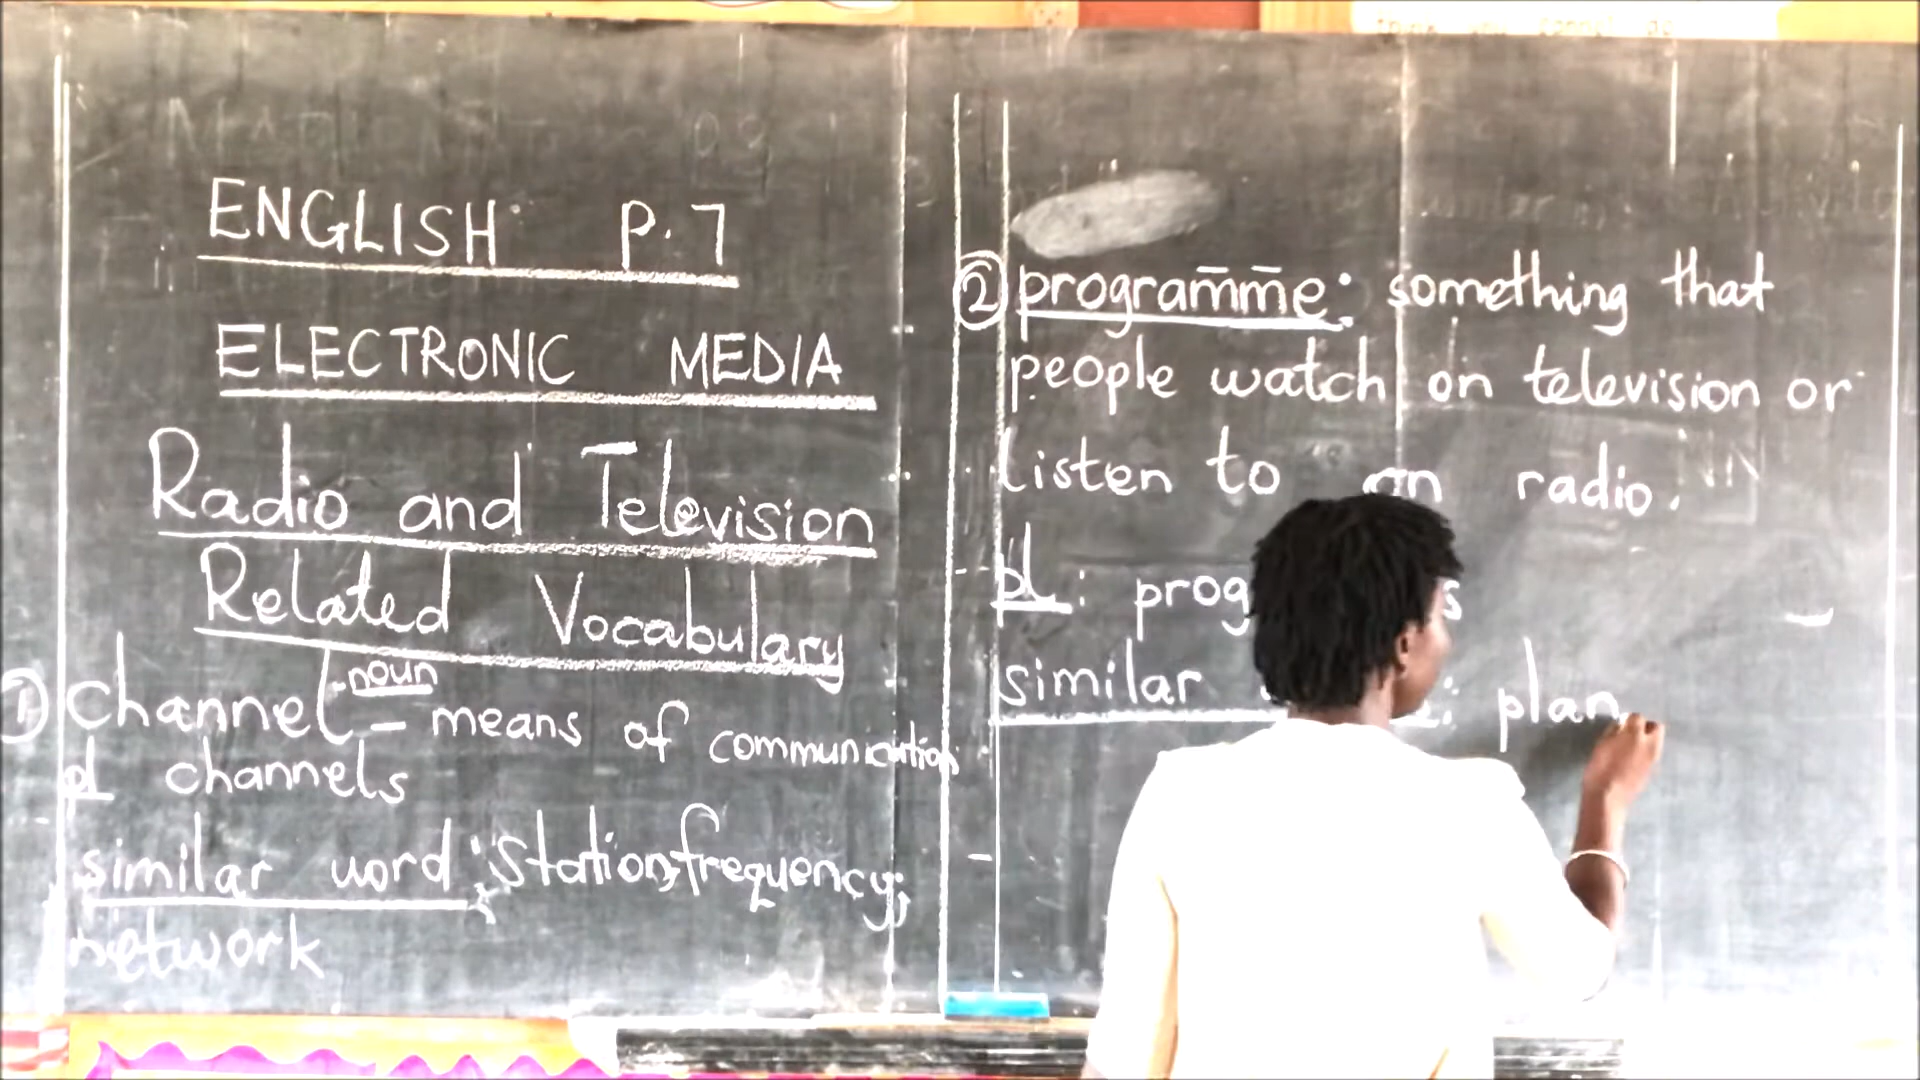 ENGLISH P.7
ELECTRONIC MEDIA
Radio and Television
Related Vocabulary
① channel noun – means of communication
pl channels
similar word: Station, frequency,
network
② programme: something that
people watch on television or
listen to on radio.
pl:
similar : plan